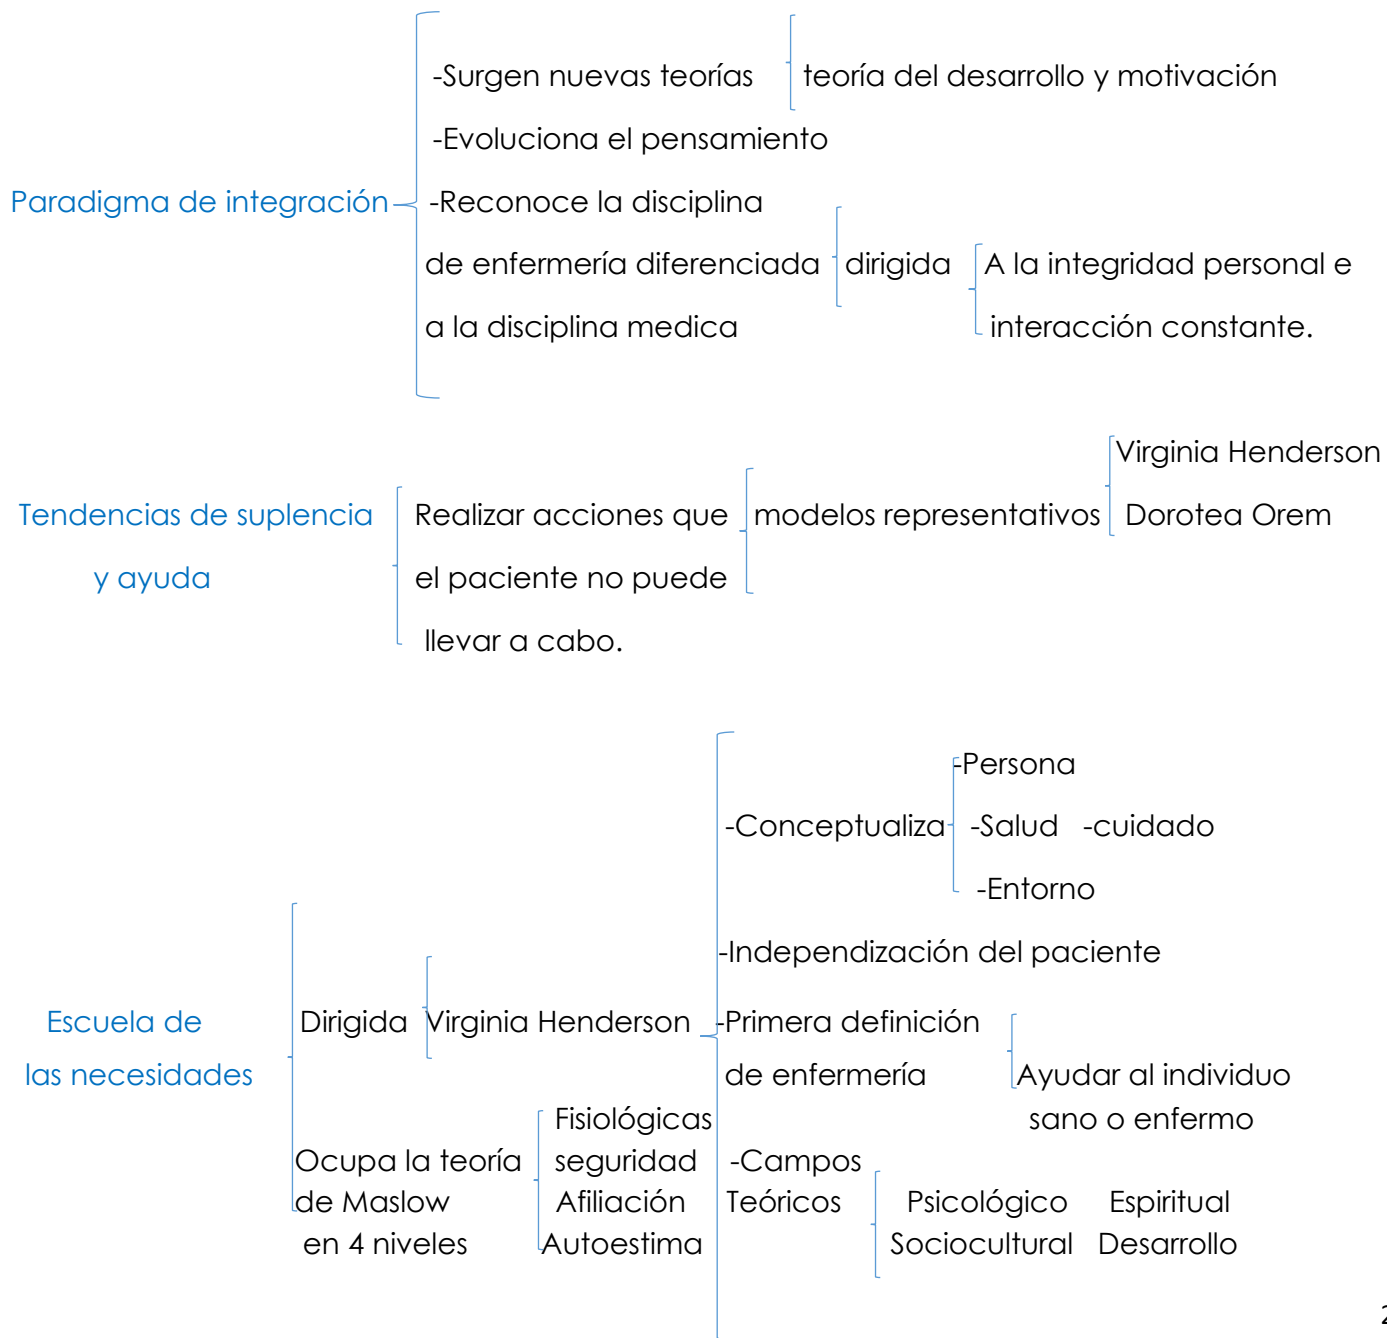 -Surgen nuevas teorías teoría del desarrollo y motivación
-Evoluciona el pensamiento
Paradigma de integración -Reconoce la disciplina
de enfermería diferenciada dirigida A la integridad personal e
a la disciplina medica interacción constante.
Virginia Henderson
Tendencias de suplencia Realizar acciones que modelos representativos Dorotea Orem
y ayuda el paciente no puede
llevar a cabo.
-Persona
-Conceptualiza -Salud -cuidado
-Entorno
-Independización del paciente
Escuela de Dirigida Virginia Henderson -Primera definición
las necesidades de enfermería Ayudar al individuo
Fisiológicas sano o enfermo
Ocupa la teoría seguridad -Campos
de Maslow Afiliación Teóricos Psicológico Espiritual
en 4 niveles Autoestima Sociocultural Desarrollo